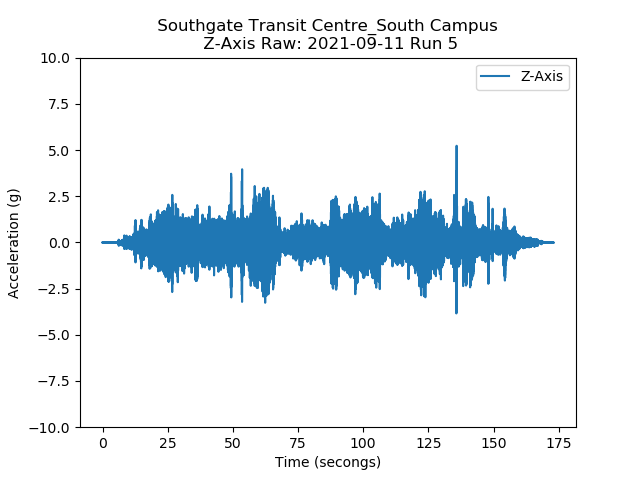 Southgate Transit Centre_South Campus
Z-Axis Raw: 2021-09-11 Run 5
Z-Axis
10.0
7.5
5.0
2.5
0.0
−2.5
−5.0
−7.5
−10.0
Acceleration (g)
0 25 50 75 100 125 150 175
Time (secongs)